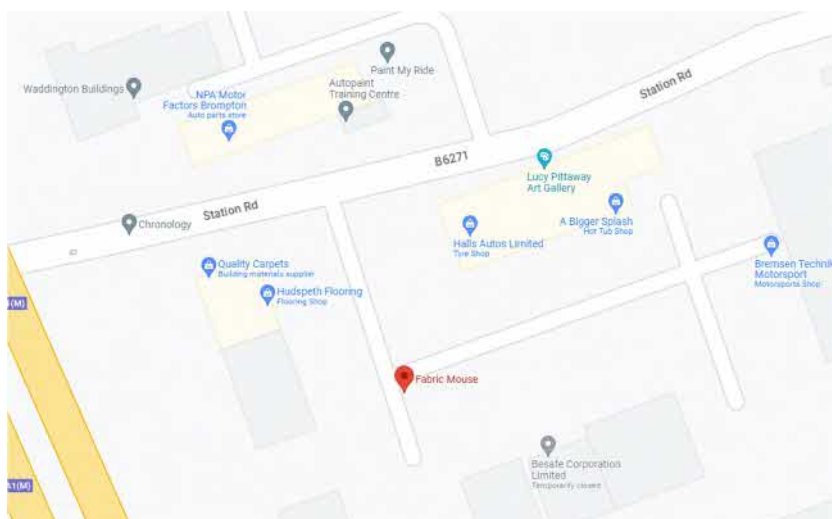 Paint My Ride
Waddington Buildings
Autopaint
Training Centre
NPA Motor
Factors Brompton
Auto parts store
Station Rd
B6271
Lucy Pittaway
Art Gallery
Station Rd
Chronology
A Bigger Splash
Hot Tub Shop
Halls Autos Limited
Tyre Shop
Quality Carpets
Building materials supplier
Hudspeth Flooring
Flooring Shop
Bremsen Technik
Motorsport
Motorsports Shop
(M)
Fabric Mouse
Besafe Corporation
Limited
Temporarily closed
A1(M)